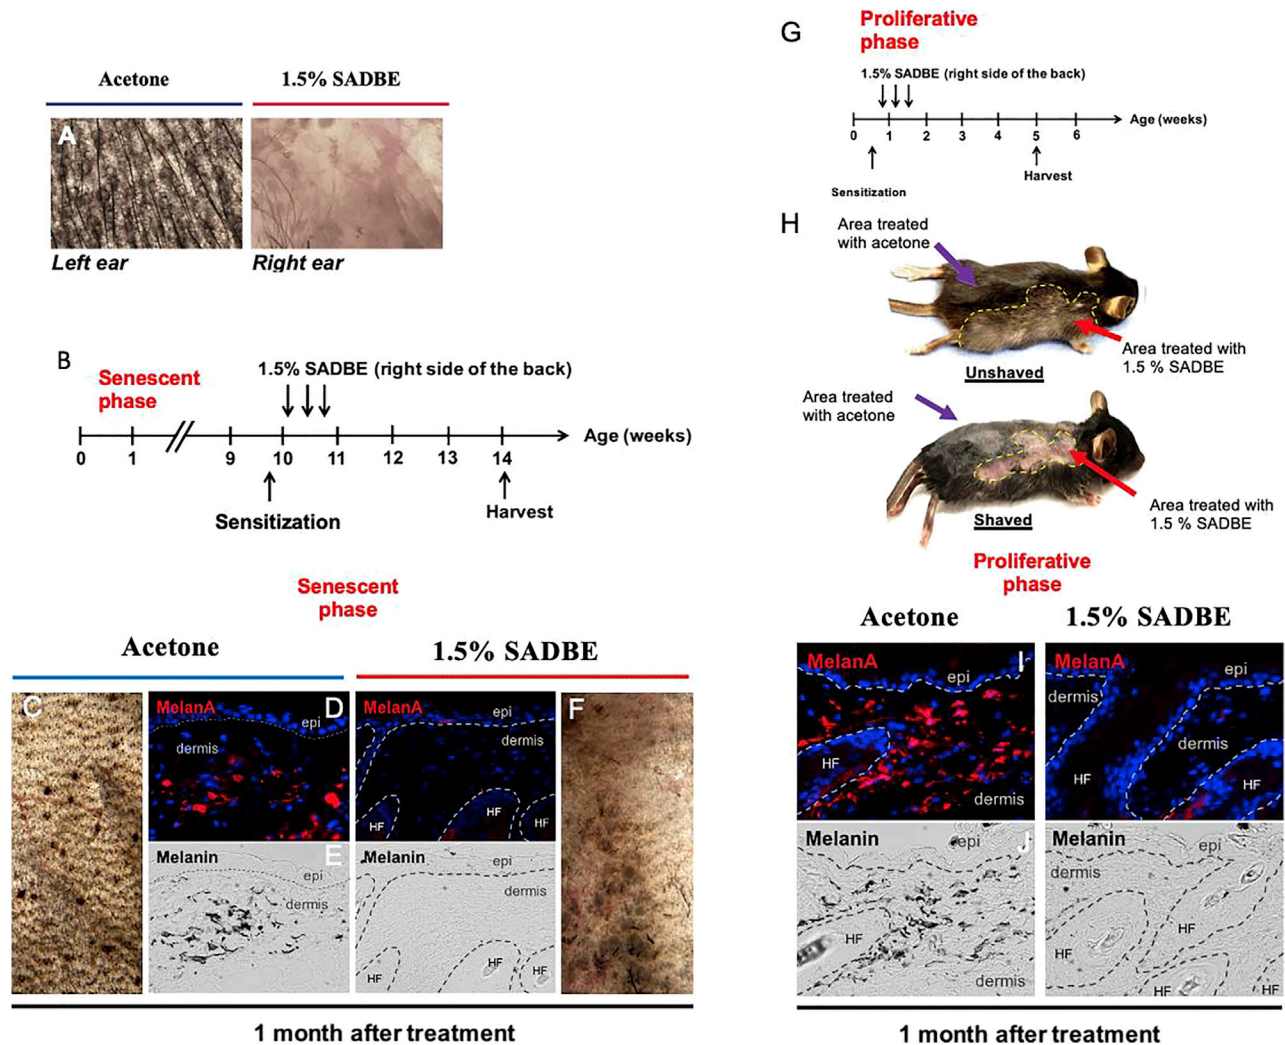 Acetone
1.5% SADBE
A
Left ear
Right ear
B
Senescent
phase
1.5% SADBE (right side of the back)
0 1 9 10 11 12 13 14
Age (weeks)
Sensitization
Harvest
Senescent
phase
Acetone
1.5% SADBE
C
MelanA
D
epi
dermis
MelanA
epi
dermis
HF
HF
HF
F
Melanin
E
epi
dermis
Melanin
epi
dermis
HF
HF
HF
1 month after treatment
G
Proliferative
phase
1.5% SADBE (right side of the back)
0 1 2 3 4 5 6
Age (weeks)
Sensitization
Harvest
H
Area treated
with acetone
Area treated with
1.5 % SADBE
Unshaved
Area treated
with acetone
Area treated with
1.5 % SADBE
Shaved
Proliferative
phase
Acetone
1.5% SADBE
MelanA
I
epi
HF
dermis
MelanA
epi
dermis
dermis
HF
HF
Melanin
J
epi
HF
dermis
Melanin
epi
dermis
HF
HF
HF
HF
1 month after treatment